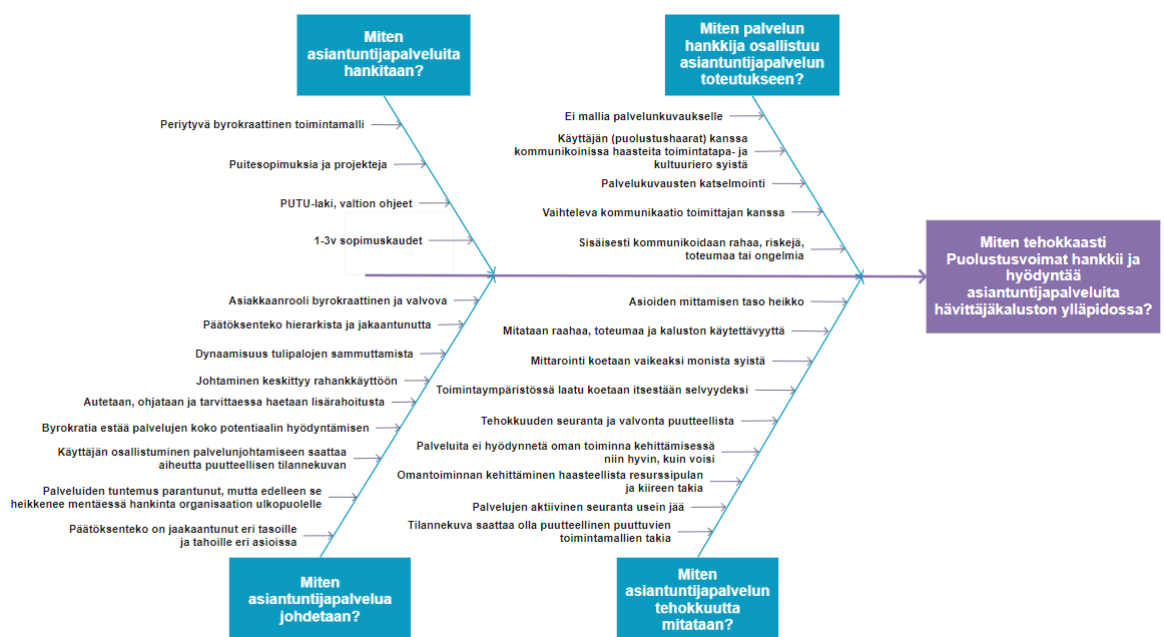 Miten
asiantuntijapalveluita
hankitaan?
Periytyvä byrokraattinen toimintamalli
Puitesopimuksia ja projekteja
PUTU-laki, valtion ohjeet
1-3v sopimuskaudet
Miten palvelun
hankkija osallistuu
asiantuntijapalvelun
toteutukseen?
Ei mallia palvelunkuvaukselle
Käyttäjän (puolustushaarat) kanssa
kommunikoinissa haasteita toimintatapa- ja
kultuuriero syistä
Palvelukuvausten katselmointi
Vaihteleva kommunikaatio toimittajan kanssa
Sisäisesti kommunikoidaan rahaa, riskejä,
toteumaa tai ongelmia
Miten tehokkaasti
Puolustusvoimat hankkii ja
hyödyntää
asiantuntijapalveluita
hävittäjäkaluston ylläpidossa?
Asiakkaanrooli byrokraattinen ja valvova
Päätöksenteko hierarkista ja jakaantunutta
Dynaamisuus tulipalojen sammuttamista
Johtaminen keskittyy rahankkäyttöön
Autetaan, ohjataan ja tarvittaessa haetaan lisärahoitusta
Byrokratia estää palvelujen koko potentiaalin hyödyntämisen
Käyttäjän osallistuminen palvelunjohtamiseen saattaa
aiheutta puutteellisen tilannekuvan
Palveluiden tuntemus parantunut, mutta edelleen se
heikkenee mentäessä hankinta organisaation ulkopuolelle
Päätöksenteko on jaakaantunut eri tasoille
ja tahoille eri asioissa
Miten
asiantuntijapalvelua
johdetaan?
Asioiden mittamisen taso heikko
Mitataan raahaa, toteumaa ja kaluston käytettävyyttä
Mittarointi koetaan vaikeaksi monista syistä
Toimintaympäristössä laatu koetaan itsestään selvyydeksi
Tehokkuuden seuranta ja valvonta puutteellista
Palveluita ei hyödynnetä oman toiminna kehittämisessä
niin hyvin, kuin voisi
Omantoiminnan kehittäminen haasteellista resurssipulan
ja kiireen takia
Palvelujen aktiivinen seuranta usein jää
Tilannekuva saattaa olla puutteellinen puuttuvien
toimintamallien takia
Miten
asiantuntijapalvelun
tehokkuutta
mitataan?